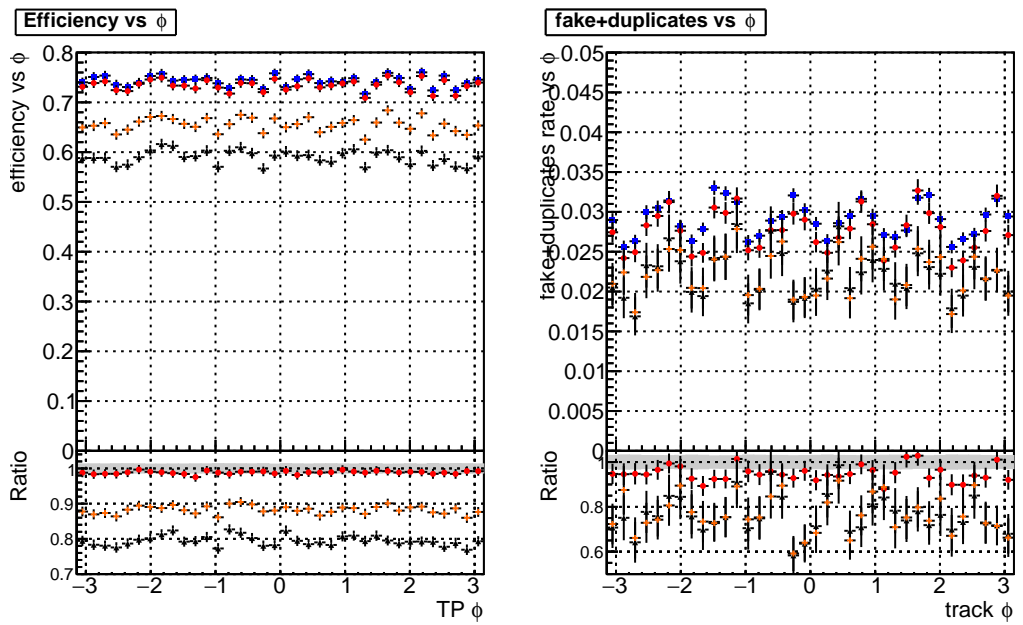 Efficiency vs ϕ
efficiency vs ϕ
0.8
0.7
0.6
0.5
0.4
0.3
0.2
0.1
0
Ratio
1
0.9
0.8
0.7
−3 −2 −1 0 1 2 3
TP ϕ
fake+duplicates vs ϕ
fake+duplicates rate vs ϕ
0.05
0.045
0.04
0.035
0.03
0.025
0.02
0.015
0.01
0.005
0
Ratio
1
0.8
0.6
−3 −2 −1 0 1 2 3
track ϕ